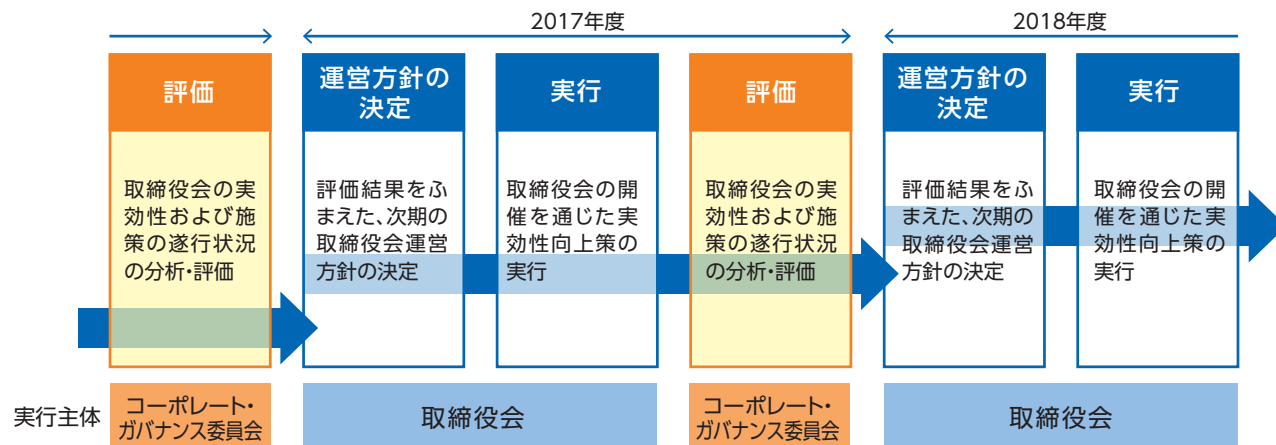 2017年度
2018年度
評価
取締役会の実
効性および施
策の遂行状況
の分析・評価
運営方針の
決定
評価結果をふ
まえた、次期の
取締役会運営
方針の決定
実行
取締役会の開
催を通じた実
効性向上策の
実行
評価
取締役会の実
効性および施
策の遂行状況
の分析・評価
運営方針の
決定
評価結果をふ
まえた、次期の
取締役会運営
方針の決定
実行
取締役会の開
催を通じた実
効性向上策の
実行
実行主体
コーポレート・
ガバナンス委員会
取締役会
コーポレート・
ガバナンス委員会
取締役会